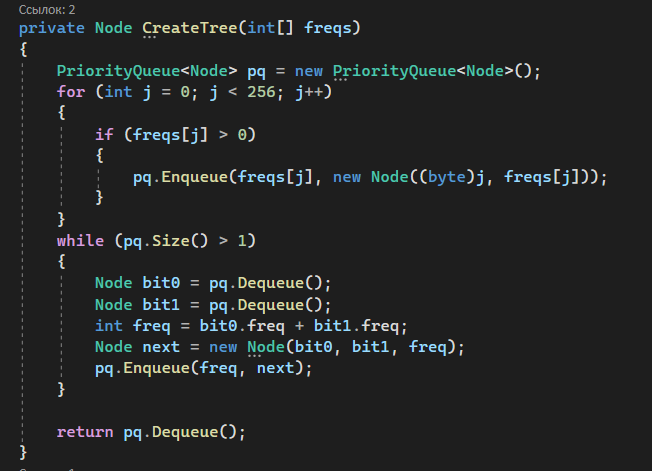 Ссылок: 2
private Node CreateTree(int[] freqs)
{
PriorityQueue<Node> pq = new PriorityQueue<Node>();
for (int j = 0; j < 256; j++)
{
if (freqs[j] > 0)
{
pq.Enqueue(freqs[j], new Node((byte)j, freqs[j]));
}
}
while (pq.Size() > 1)
{
Node bit0 = pq.Dequeue();
Node bit1 = pq.Dequeue();
int freq = bit0.freq + bit1.freq;
Node next = new Node(bit0, bit1, freq);
pq.Enqueue(freq, next);
}
return pq.Dequeue();
}